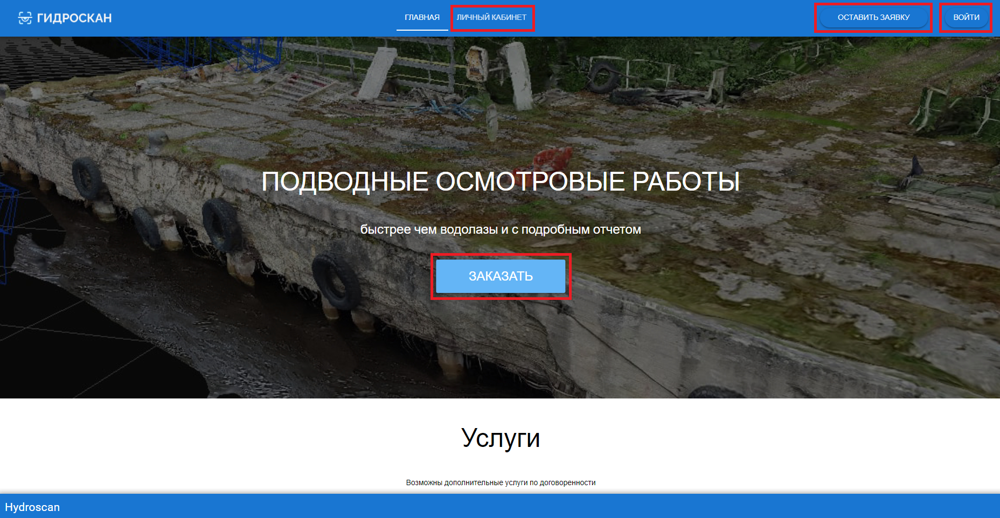 ГИДРОСКАН
ГЛАВНАЯ
ЛИЧНЫЙ КАБИНЕТ
ОСТАВИТЬ ЗАЯВКУ
ВОЙТИ
ПОДВОДНЫЕ ОСМОТРОВЫЕ РАБОТЫ
быстрее чем водолазы и с подробным отчетом
ЗАКАЗАТЬ
Услуги
Возможны дополнительные услуги по договоренности
Hydroscan